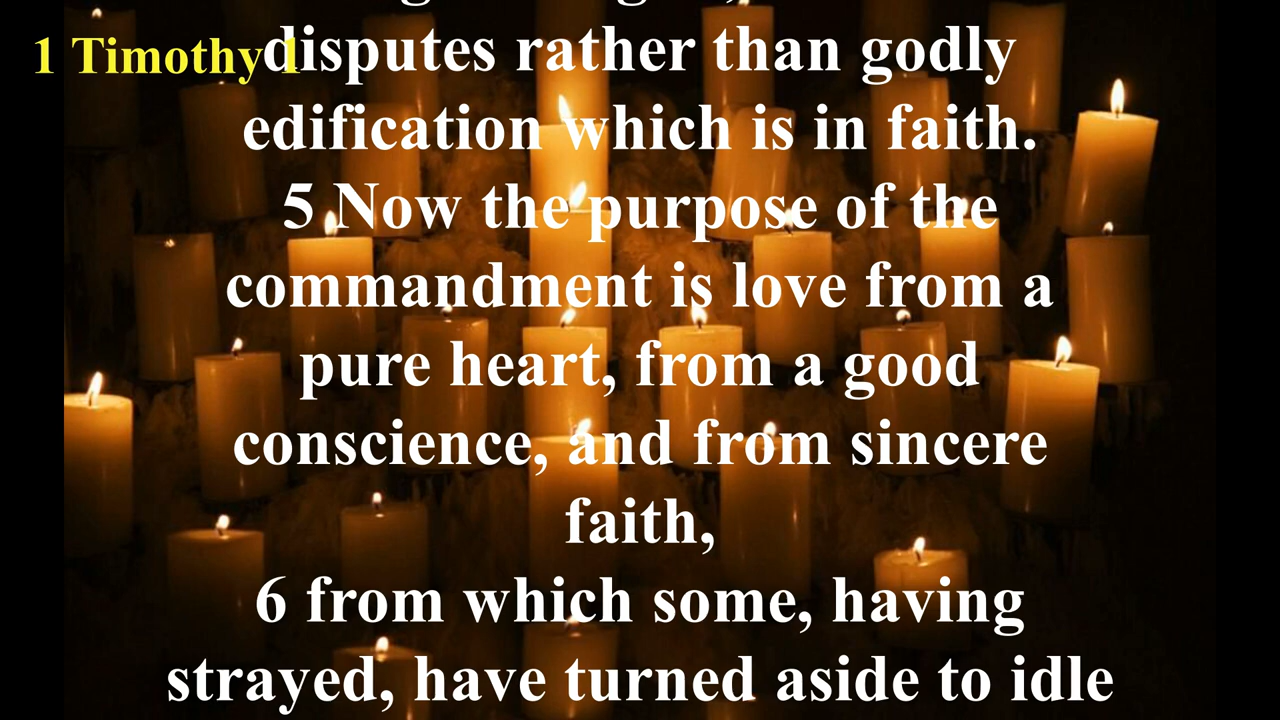 1 Timothy 1
disputes rather than godly
edification which is in faith.
5 Now the purpose of the
commandment is love from a
pure heart, from a good
conscience, and from sincere
faith,
6 from which some, having
strayed, have turned aside to idle